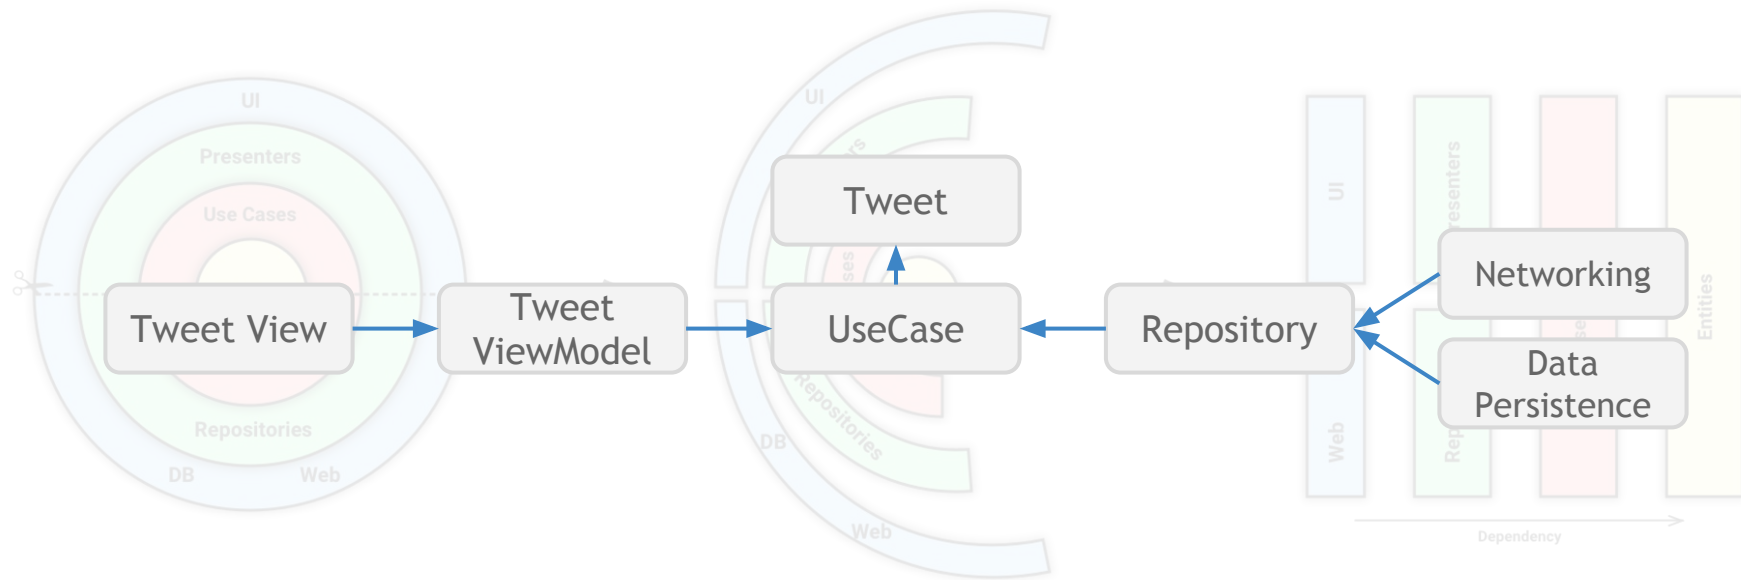 UI
Presenters
Use Cases
Repositories
DB
Web
Tweet View
Tweet
ViewModel
UI
Tweet
UseCase
Repositories
DB
Web
Repository
UI
Web
Networking
Data
Persistence
Entities
Dependency